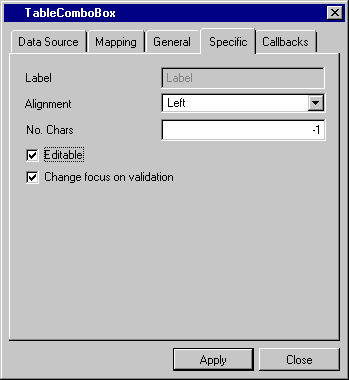 TableComboBox
Data Source Mapping General Specific Callbacks
Label Label
Alignment Left
No. Chars -1
Editable
Change focus on validation
Apply Close